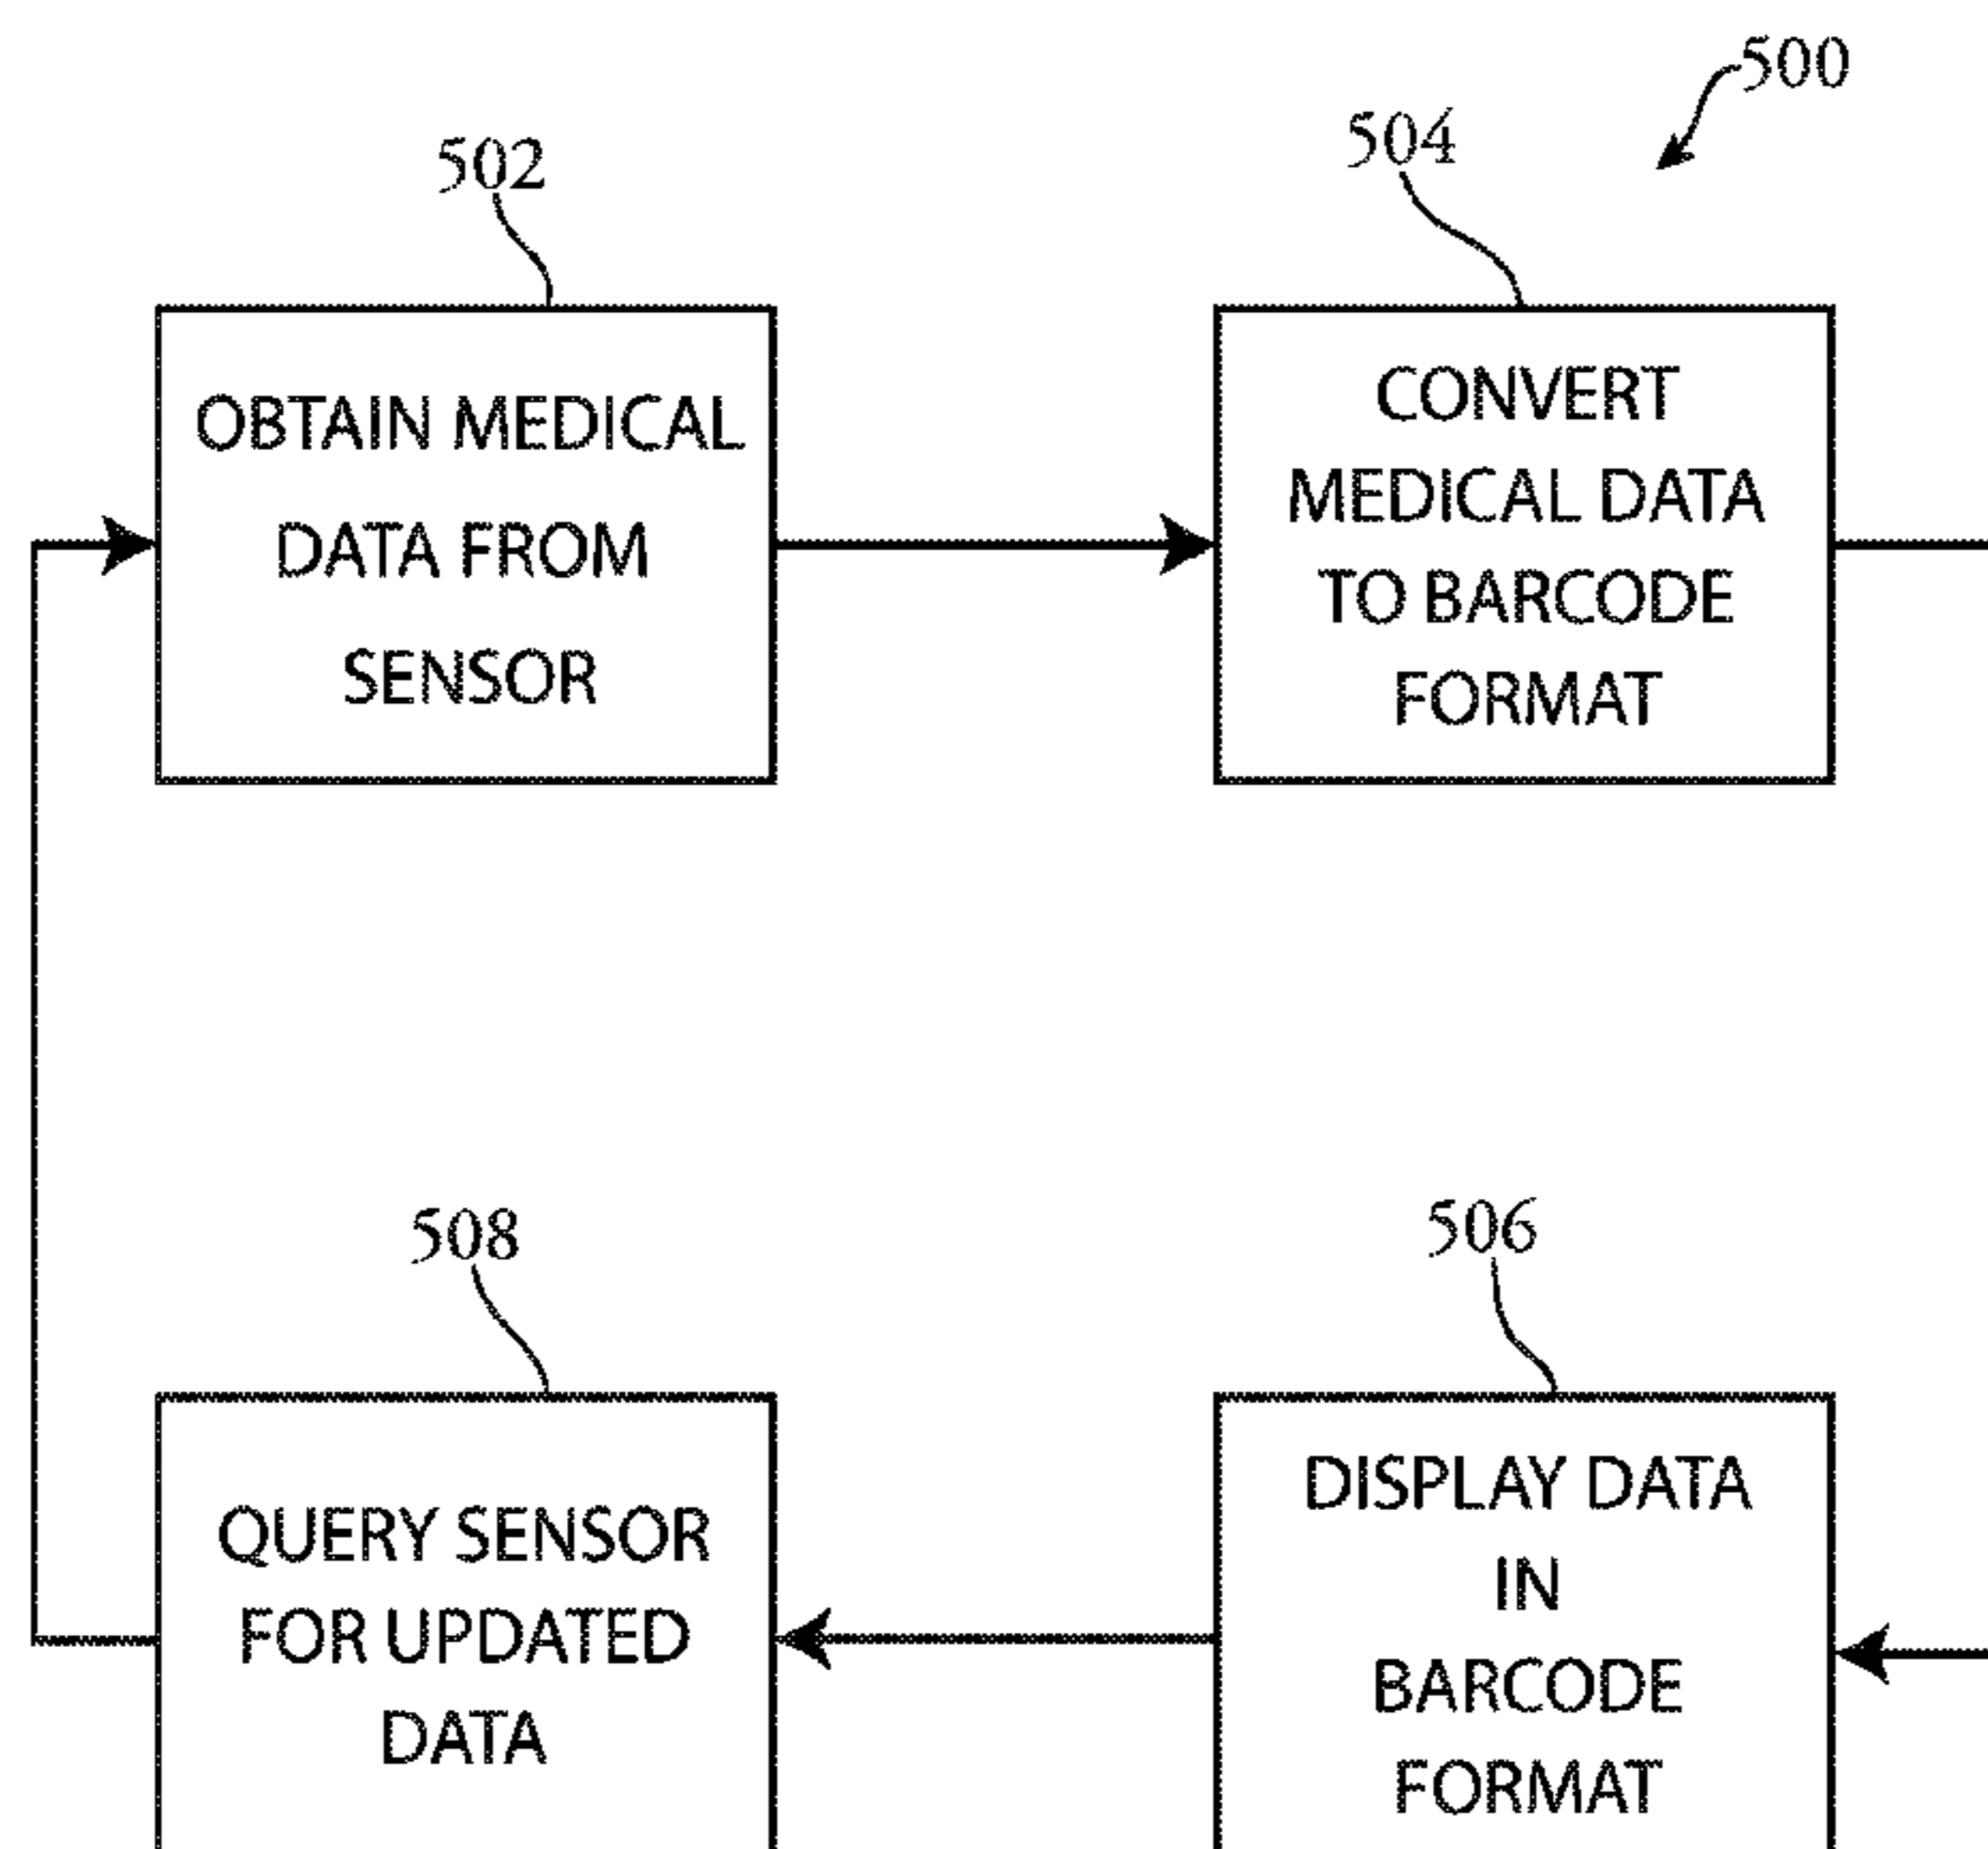 500
502
OBTAIN MEDICAL
DATA FROM
SENSOR
504
CONVERT
MEDICAL DATA
TO BARCODE
FORMAT
508
QUERY SENSOR
FOR UPDATED
DATA
506
DISPLAY DATA
IN
BARCODE
FORMAT